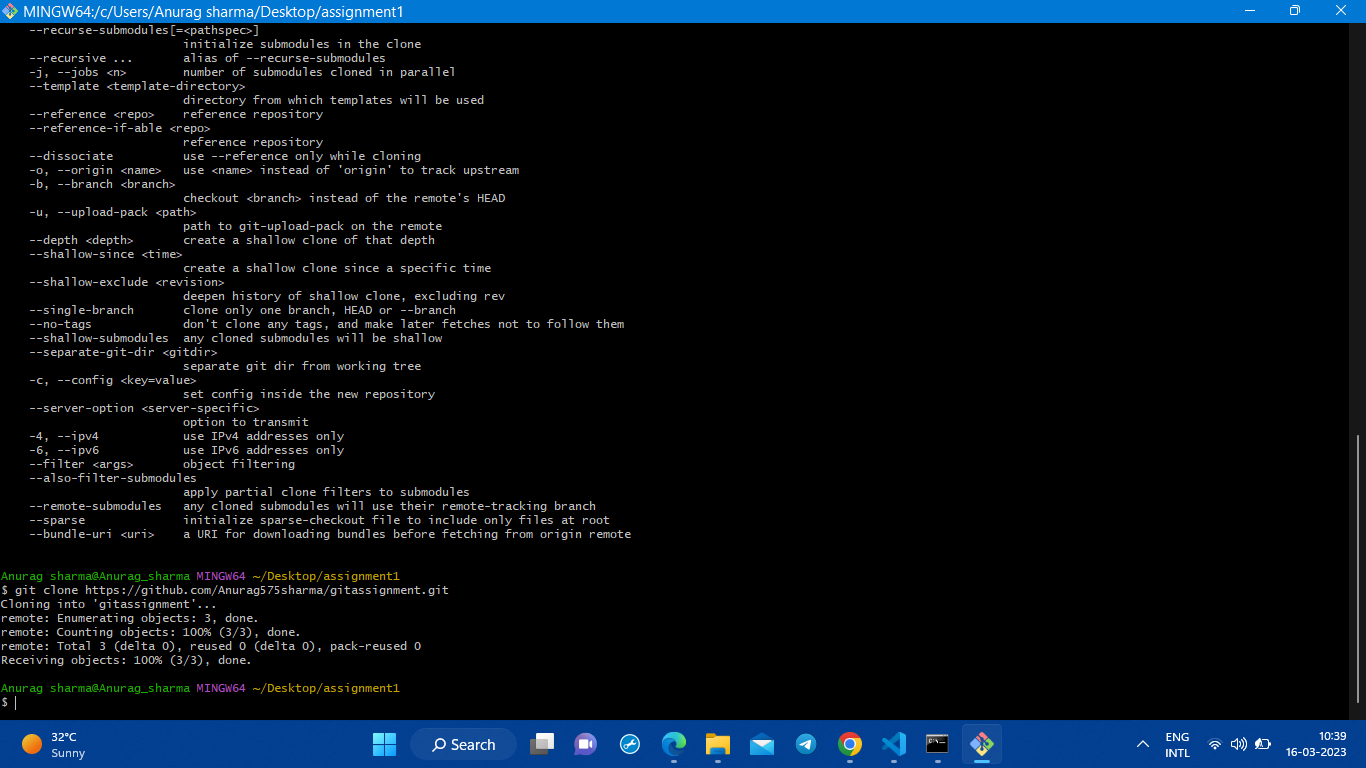 MINGW64:/c/Users/Anurag sharma/Desktop/assignment1
--recurse-submodules[=<pathspec>]
initialize submodules in the clone
--recursive ... alias of --recurse-submodules
-j, --jobs <n> number of submodules cloned in parallel
--template <template-directory>
directory from which templates will be used
--reference <repo> reference repository
--reference-if-able <repo>
reference repository
--dissociate use --reference only while cloning
-o, --origin <name> use <name> instead of 'origin' to track upstream
-b, --branch <branch>
checkout <branch> instead of the remote's HEAD
-u, --upload-pack <path>
path to git-upload-pack on the remote
--depth <depth> create a shallow clone of that depth
--shallow-since <time>
create a shallow clone since a specific time
--shallow-exclude <revision>
deepen history of shallow clone, excluding rev
--single-branch clone only one branch, HEAD or --branch
--no-tags don't clone any tags, and make later fetches not to follow them
--shallow-submodules any cloned submodules will be shallow
--separate-git-dir <gitdir>
separate git dir from working tree
-c, --config <key=value>
set config inside the new repository
--server-option <server-specific>
option to transmit
-4, --ipv4 use IPv4 addresses only
-6, --ipv6 use IPv6 addresses only
--filter <args> object filtering
--also-filter-submodules
apply partial clone filters to submodules
--remote-submodules any cloned submodules will use their remote-tracking branch
--sparse initialize sparse-checkout file to include only files at root
--bundle-uri <uri> a URI for downloading bundles before fetching from origin remote
Anurag sharma@Anurag_sharma MINGW64 ~/Desktop/assignment1
$ git clone https://github.com/Anurag575sharma/gitassignment.git
Cloning into 'gitassignment'...
remote: Enumerating objects: 3, done.
remote: Counting objects: 100% (3/3), done.
remote: Total 3 (delta 0), reused 0 (delta 0), pack-reused 0
Receiving objects: 100% (3/3), done.
Anurag sharma@Anurag_sharma MINGW64 ~/Desktop/assignment1
$
32°C
Sunny
Search
ENG
INTL
10:39
16-03-2023